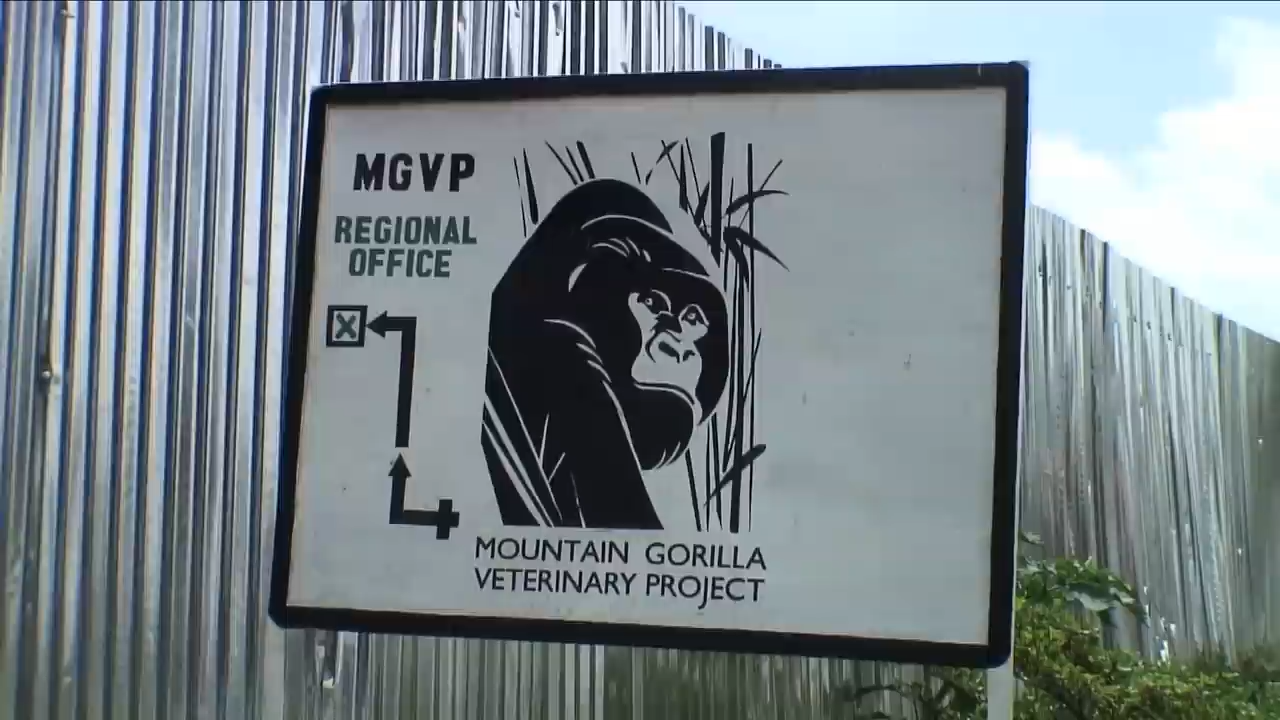 MGVP
REGIONAL
OFFICE
X
MOUNTAIN GORILLA
VETERINARY PROJECT